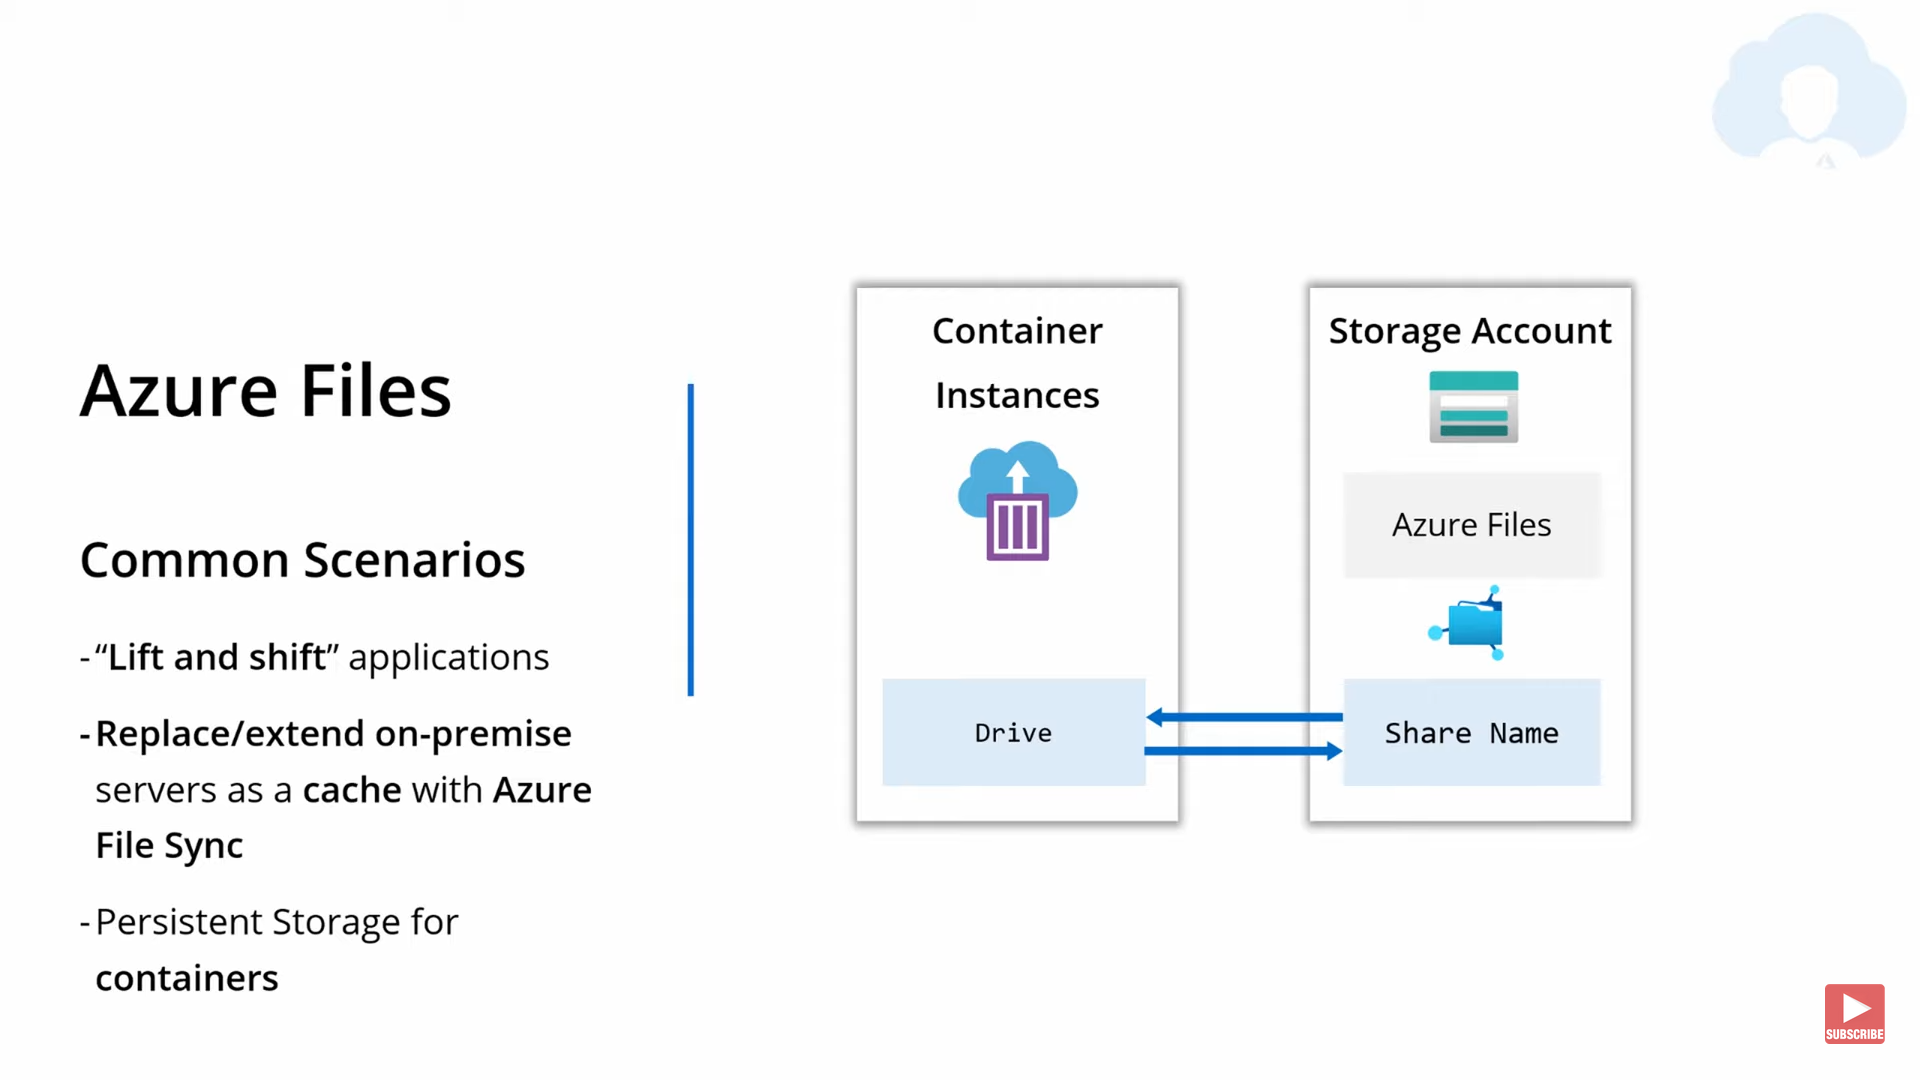 Azure Files
Common Scenarios
-“Lift and shift” applications
-Replace/extend on-premise
servers as a cache with Azure
File Sync
-Persistent Storage for
containers
Container
Instances
Drive
Storage Account
Azure Files
Share Name
SUBSCRIBE